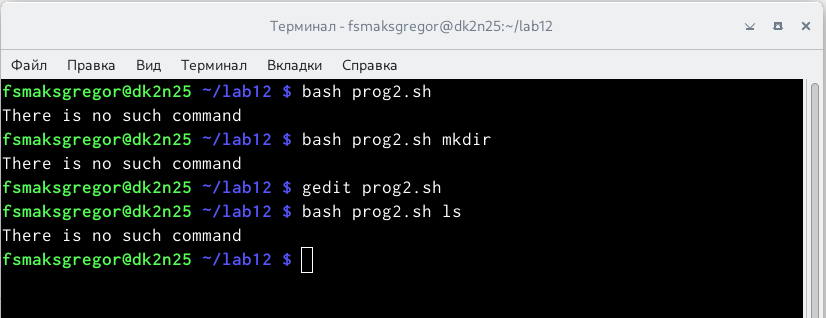 Терминал - fsmaksgregor@dk2n25:~/lab12
Файл Правка Вид Терминал Вкладки Справка
fsmaksgregor@dk2n25 ~/lab12 $ bash prog2.sh
There is no such command
fsmaksgregor@dk2n25 ~/lab12 $ bash prog2.sh mkdir
There is no such command
fsmaksgregor@dk2n25 ~/lab12 $ gedit prog2.sh
fsmaksgregor@dk2n25 ~/lab12 $ bash prog2.sh ls
There is no such command
fsmaksgregor@dk2n25 ~/lab12 $